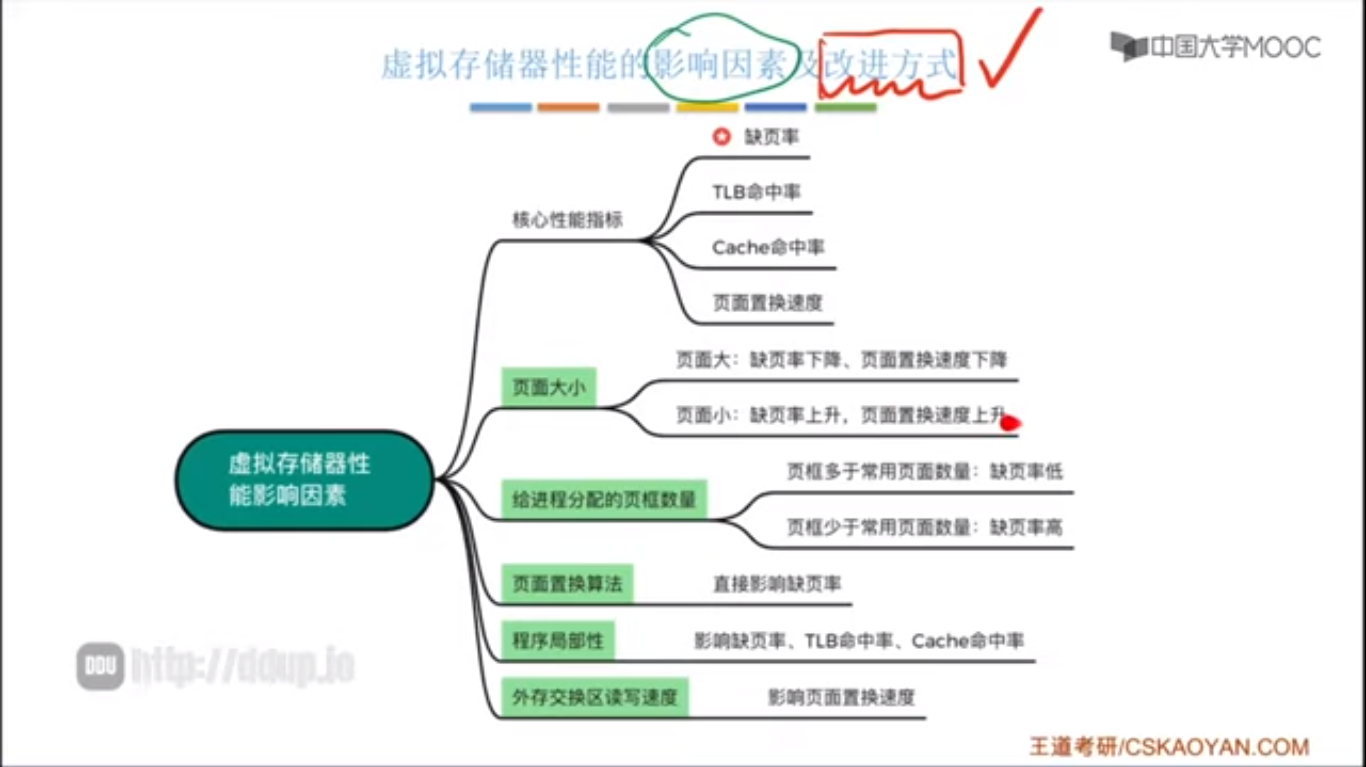 虚拟存储器性能的影响因素及改进方式
中国大学MOOC
缺页率
TLB命中率
核心性能指标
Cache命中率
页面置换速度
页面大：缺页率下降、页面置换速度下降
页面大小
页面小：缺页率上升，页面置换速度上升
虚拟存储器性
能影响因素
页框多于常用页面数量：缺页率低
给进程分配的页框数量
页框少于常用页面数量：缺页率高
页面置换算法
直接影响缺页率
程序局部性
影响缺页率、TLB命中率、Cache命中率
DDU http://ddup.io
外存交换区读写速度
影响页面置换速度
王道考研/CSKAOYAN.COM